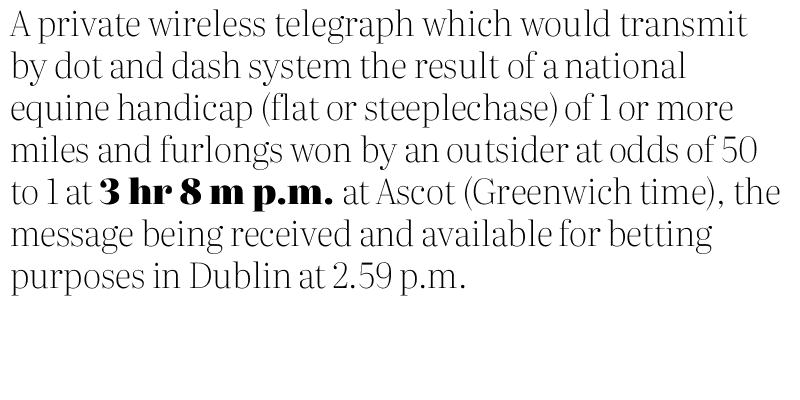 A private wireless telegraph which would transmit
by dot and dash system the result of a national
equine handicap (flat or steeplechase) of 1 or more
miles and furlongs won by an outsider at odds of 50
to 1 at 3 hr 8 m p.m. at Ascot (Greenwich time), the
message being received and available for betting
purposes in Dublin at 2.59 p.m.